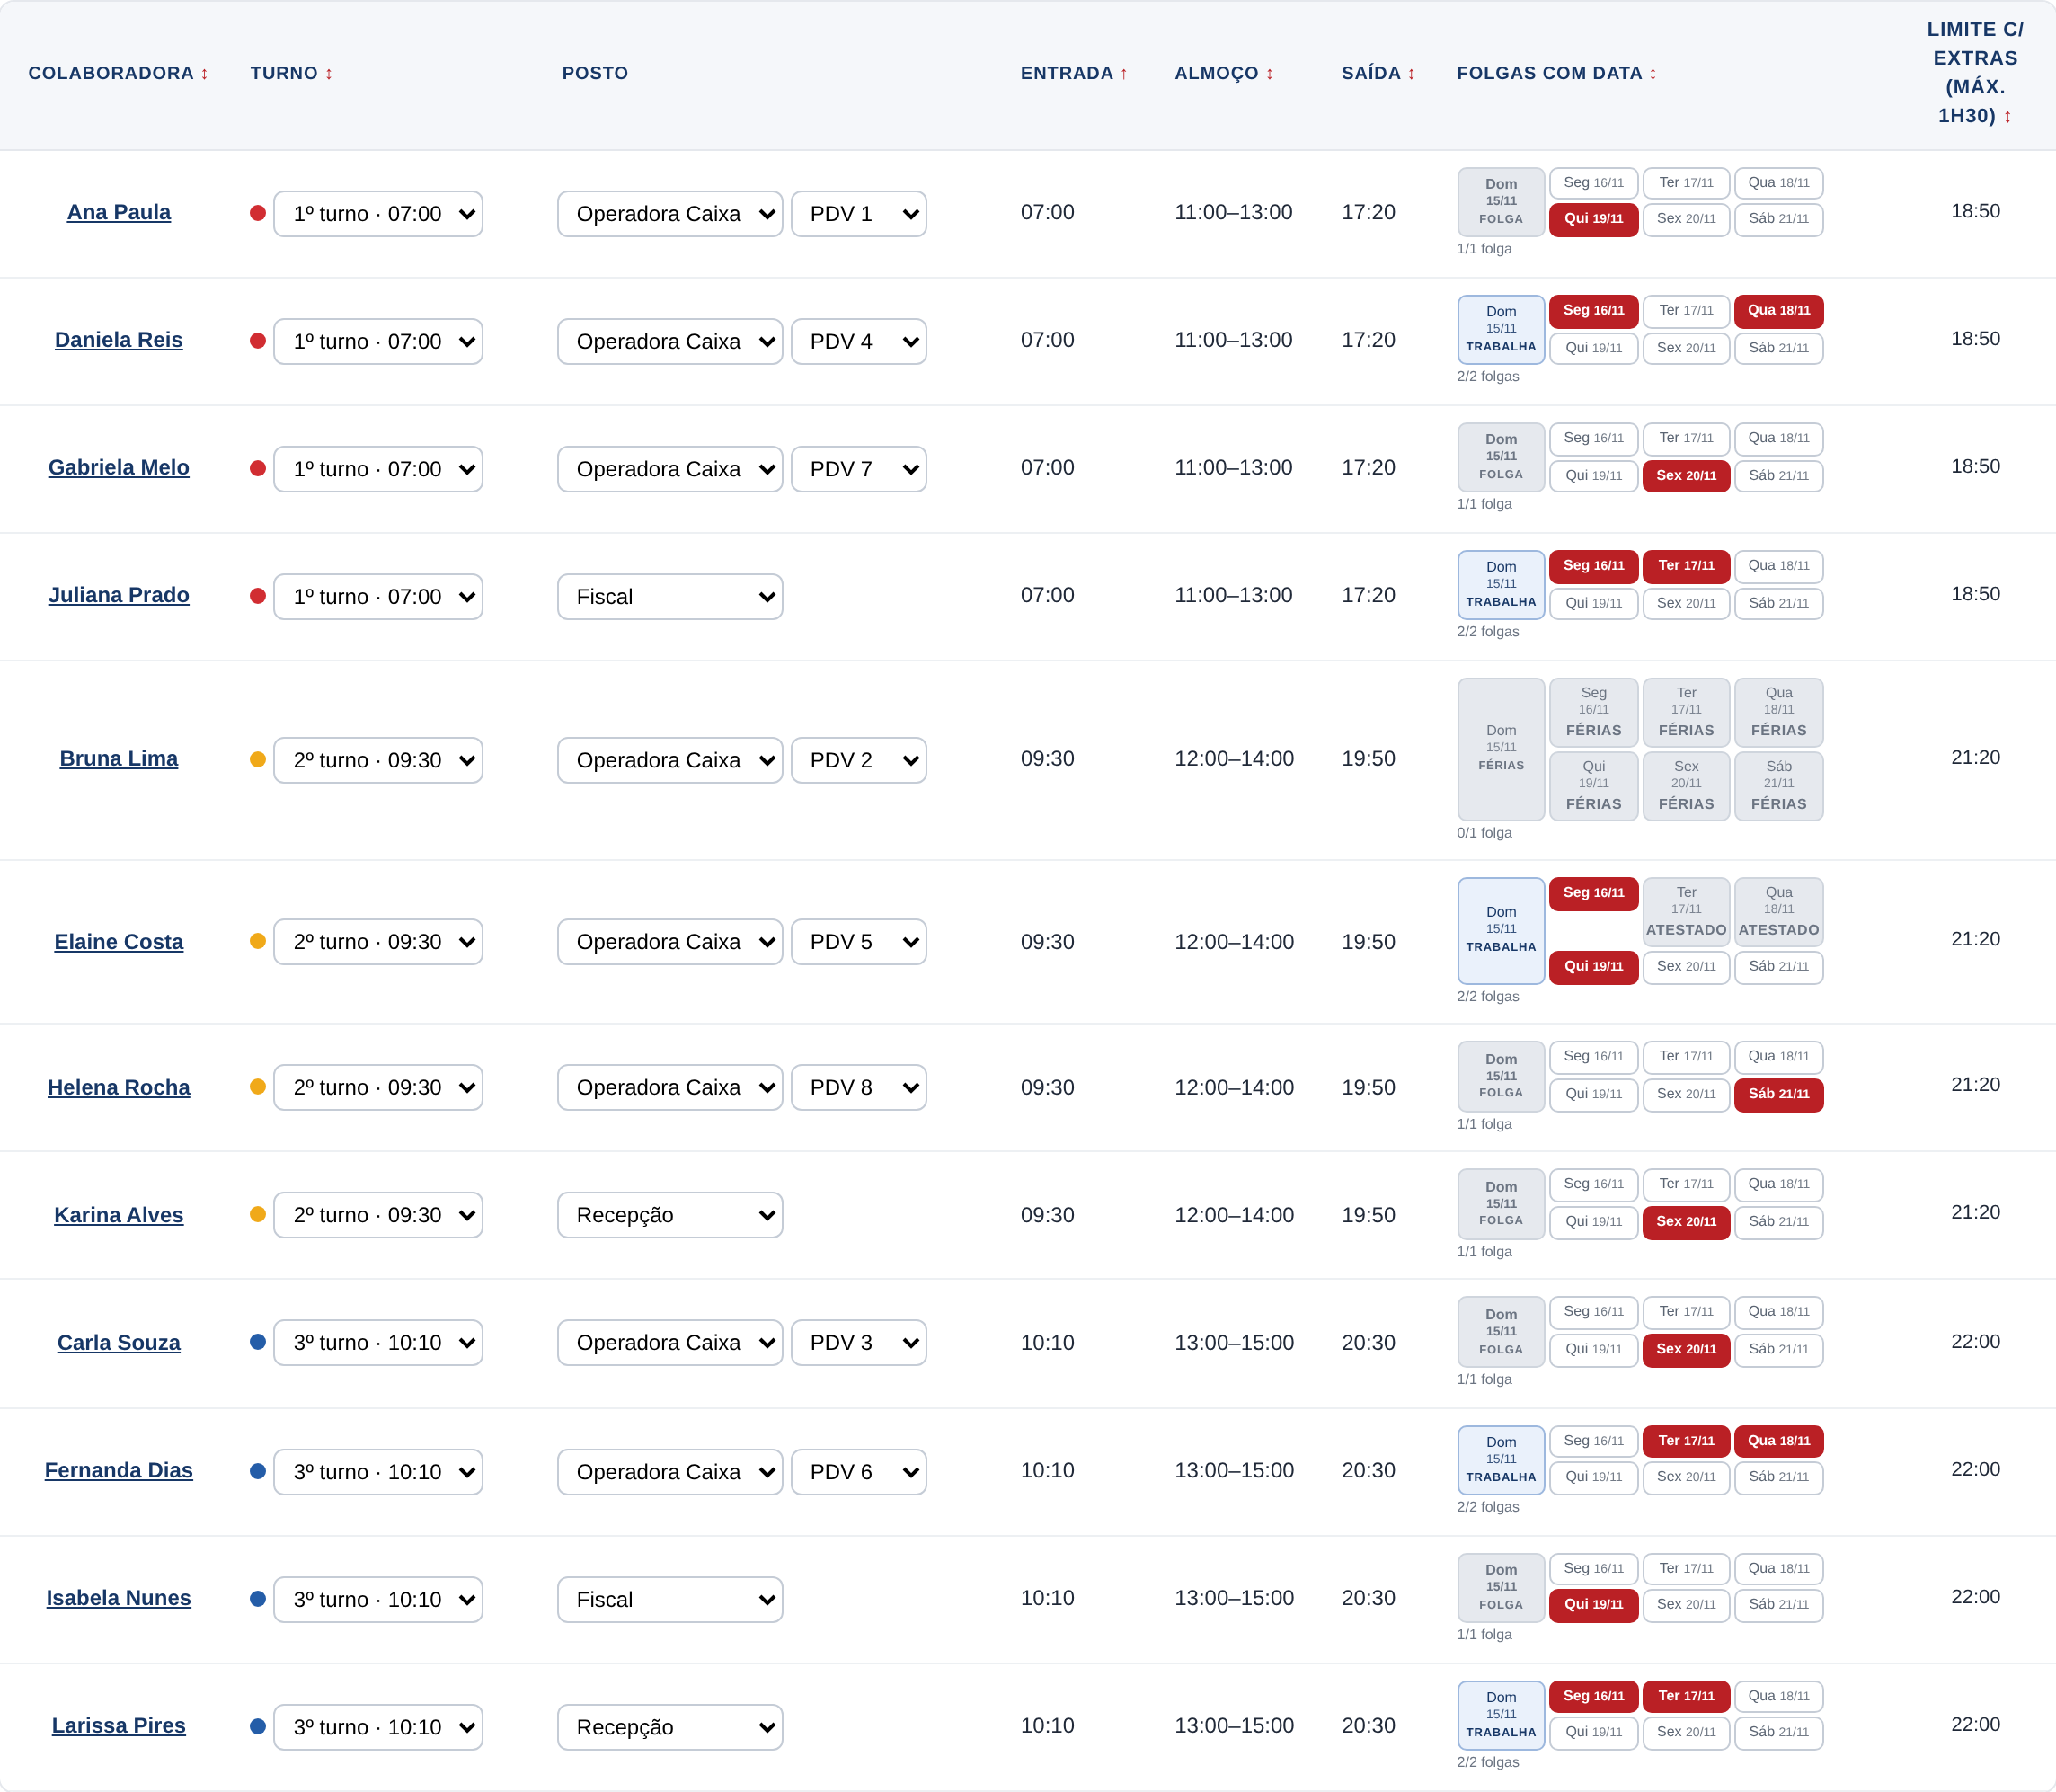 COLABORADORA ↕ TURNO ↕ POSTO ENTRADA ↑ ALMOÇO ↕ SAÍDA ↕ FOLGAS COM DATA ↕ LIMITE C/ EXTRAS (MÁX. 1H30) ↕
Ana Paula 1º turno · 07:00 Operadora Caixa PDV 1 07:00 11:00–13:00 17:20 18:50
Dom 15/11 FOLGA Seg 16/11 Ter 17/11 Qua 18/11
Qui 19/11 Sex 20/11 Sáb 21/11
1/1 folga
Daniela Reis 1º turno · 07:00 Operadora Caixa PDV 4 07:00 11:00–13:00 17:20 18:50
Dom 15/11 TRABALHA Seg 16/11 Ter 17/11 Qua 18/11
Qui 19/11 Sex 20/11 Sáb 21/11
2/2 folgas
Gabriela Melo 1º turno · 07:00 Operadora Caixa PDV 7 07:00 11:00–13:00 17:20 18:50
Dom 15/11 FOLGA Seg 16/11 Ter 17/11 Qua 18/11
Qui 19/11 Sex 20/11 Sáb 21/11
1/1 folga
Juliana Prado 1º turno · 07:00 Fiscal 07:00 11:00–13:00 17:20 18:50
Dom 15/11 TRABALHA Seg 16/11 Ter 17/11 Qua 18/11
Qui 19/11 Sex 20/11 Sáb 21/11
2/2 folgas
Bruna Lima 2º turno · 09:30 Operadora Caixa PDV 2 09:30 12:00–14:00 19:50 21:20
Dom 15/11 FÉRIAS Seg 16/11 FÉRIAS Ter 17/11 FÉRIAS Qua 18/11 FÉRIAS
Qui 19/11 FÉRIAS Sex 20/11 FÉRIAS Sáb 21/11 FÉRIAS
0/1 folga
Elaine Costa 2º turno · 09:30 Operadora Caixa PDV 5 09:30 12:00–14:00 19:50 21:20
Dom 15/11 TRABALHA Seg 16/11 Ter 17/11 ATESTADO Qua 18/11 ATESTADO
Qui 19/11 Sex 20/11 Sáb 21/11
2/2 folgas
Helena Rocha 2º turno · 09:30 Operadora Caixa PDV 8 09:30 12:00–14:00 19:50 21:20
Dom 15/11 FOLGA Seg 16/11 Ter 17/11 Qua 18/11
Qui 19/11 Sex 20/11 Sáb 21/11
1/1 folga
Karina Alves 2º turno · 09:30 Recepção 09:30 12:00–14:00 19:50 21:20
Dom 15/11 FOLGA Seg 16/11 Ter 17/11 Qua 18/11
Qui 19/11 Sex 20/11 Sáb 21/11
1/1 folga
Carla Souza 3º turno · 10:10 Operadora Caixa PDV 3 10:10 13:00–15:00 20:30 22:00
Dom 15/11 FOLGA Seg 16/11 Ter 17/11 Qua 18/11
Qui 19/11 Sex 20/11 Sáb 21/11
1/1 folga
Fernanda Dias 3º turno · 10:10 Operadora Caixa PDV 6 10:10 13:00–15:00 20:30 22:00
Dom 15/11 TRABALHA Seg 16/11 Ter 17/11 Qua 18/11
Qui 19/11 Sex 20/11 Sáb 21/11
2/2 folgas
Isabela Nunes 3º turno · 10:10 Fiscal 10:10 13:00–15:00 20:30 22:00
Dom 15/11 FOLGA Seg 16/11 Ter 17/11 Qua 18/11
Qui 19/11 Sex 20/11 Sáb 21/11
1/1 folga
Larissa Pires 3º turno · 10:10 Recepção 10:10 13:00–15:00 20:30 22:00
Dom 15/11 TRABALHA Seg 16/11 Ter 17/11 Qua 18/11
Qui 19/11 Sex 20/11 Sáb 21/11
2/2 folgas